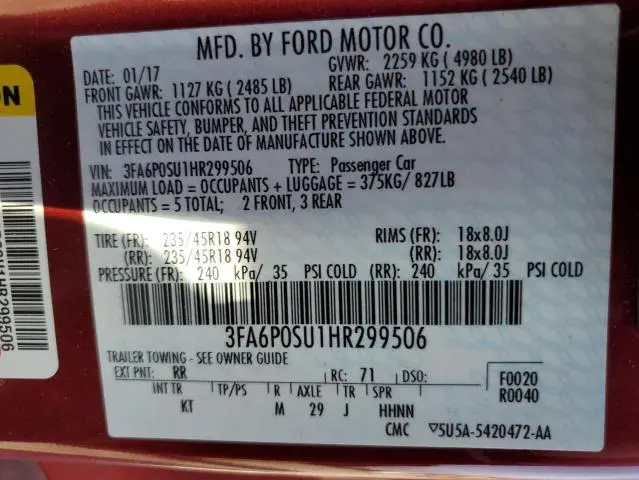 MFD. BY FORD MOTOR CO.
DATE: 01/17
GVWR: 2259 KG ( 4980 LB)
FRONT GAWR: 1127 KG ( 2485 LB)
REAR GAWR: 1152 KG ( 2540 LB)
THIS VEHICLE CONFORMS TO ALL APPLICABLE FEDERAL MOTOR
VEHICLE SAFETY, BUMPER, AND THEFT PREVENTION STANDARDS
IN EFFECT ON THE DATE OF MANUFACTURE SHOWN ABOVE.
VIN: 3FA6P0SU1HR299506 TYPE: Passenger Car
MAXIMUM LOAD = OCCUPANTS + LUGGAGE = 375KG/ 827LB
OCCUPANTS = 5 TOTAL; 2 FRONT, 3 REAR
TIRE (FR): 235/45R18 94V RIMS (FR): 18x8.0J
(RR): 235/45R18 94V (RR): 18x8.0J
PRESSURE (FR): 240 kPa/ 35 PSI COLD (RR): 240 kPa/ 35 PSI COLD
3FA6P0SU1HR299506
TRAILER TOWING - SEE OWNER GUIDE
EXT PNT: RR RC: 71 DSO:
F0020
R0040
INT TR TP/PS R AXLE TR SPR
KT M 29 J HHNN
CMC ▽5U5A-5420472-AA
ON
HR299506